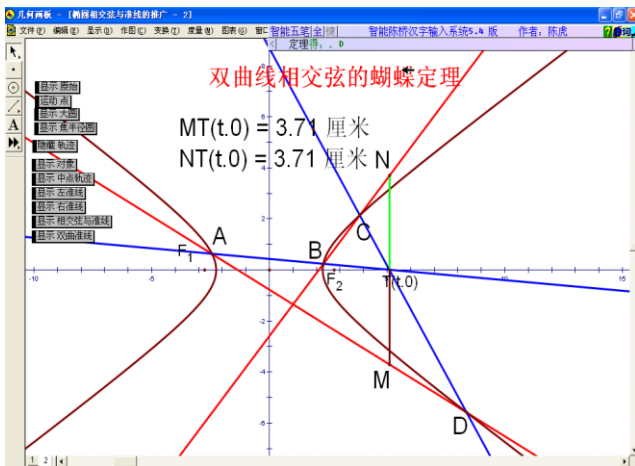 几何画板 - [椭圆相交弦与准线的推广 - 2]
文件(F) 编辑(E) 显示(D) 作图(C) 变换(T) 度量(M) 图表(G) 窗口 智能五笔|全|键| 智能陈桥汉字输入系统5.4 版 作者：陈虎
定理得：、D
双曲线相交弦的蝴蝶定理
显示 原始
运动 点
显示 大圆
显示 焦半径圆
隐藏 轨迹
显示 对象
显示 中点轨迹
显示 左准线
显示 右准线
显示 相交弦与准线
显示 双曲准线
MT(t.0) = 3.71 厘米
NT(t.0) = 3.71 厘米
N
C
A
B
F1
F2
T(t.0)
M
D
-10 -5 5 15
8
6
4
2
-2
-4
-6
1 2